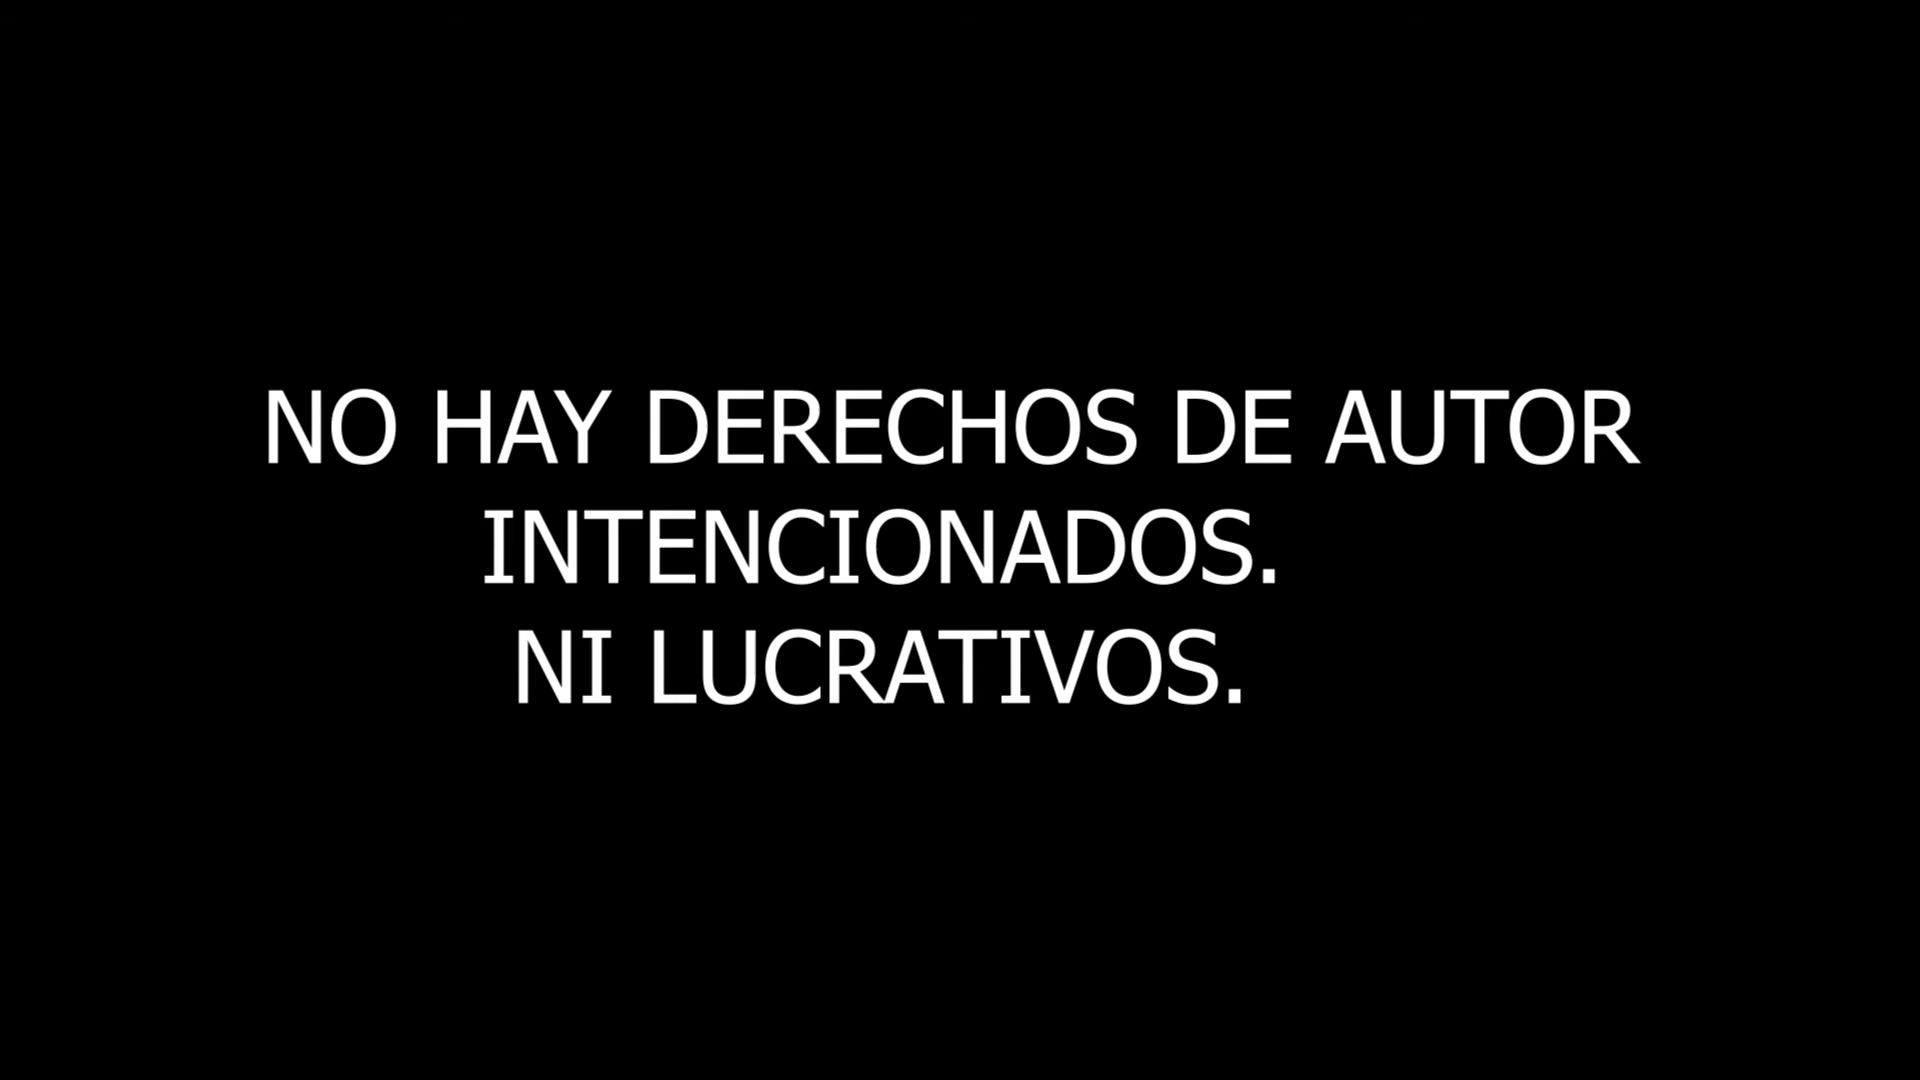 NO HAY DERECHOS DE AUTOR
INTENCIONADOS.
NI LUCRATIVOS.